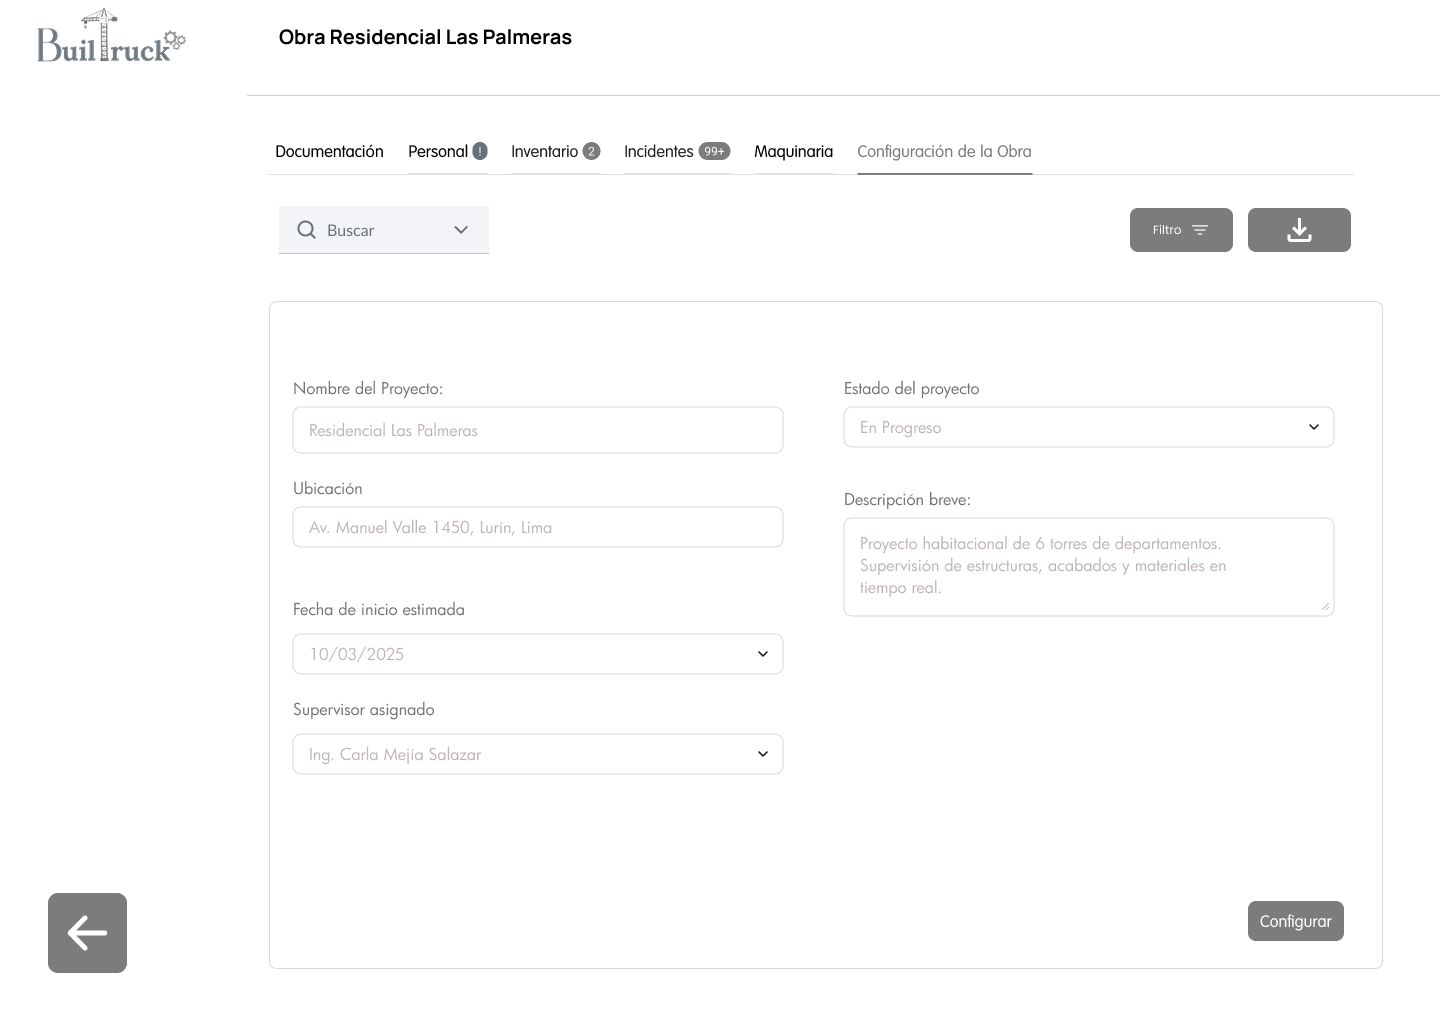 BuilTruck
Obra Residencial Las Palmeras
Documentación Personal ! Inventario 2 Incidentes 99+ Maquinaria Configuración de la Obra
Buscar
Filtro
Nombre del Proyecto:
Residencial Las Palmeras
Ubicación
Av. Manuel Valle 1450, Lurín, Lima
Fecha de inicio estimada
10/03/2025
Supervisor asignado
Ing. Carla Mejía Salazar
Estado del proyecto
En Progreso
Descripción breve:
Proyecto habitacional de 6 torres de departamentos.
Supervisión de estructuras, acabados y materiales en
tiempo real.
Configurar